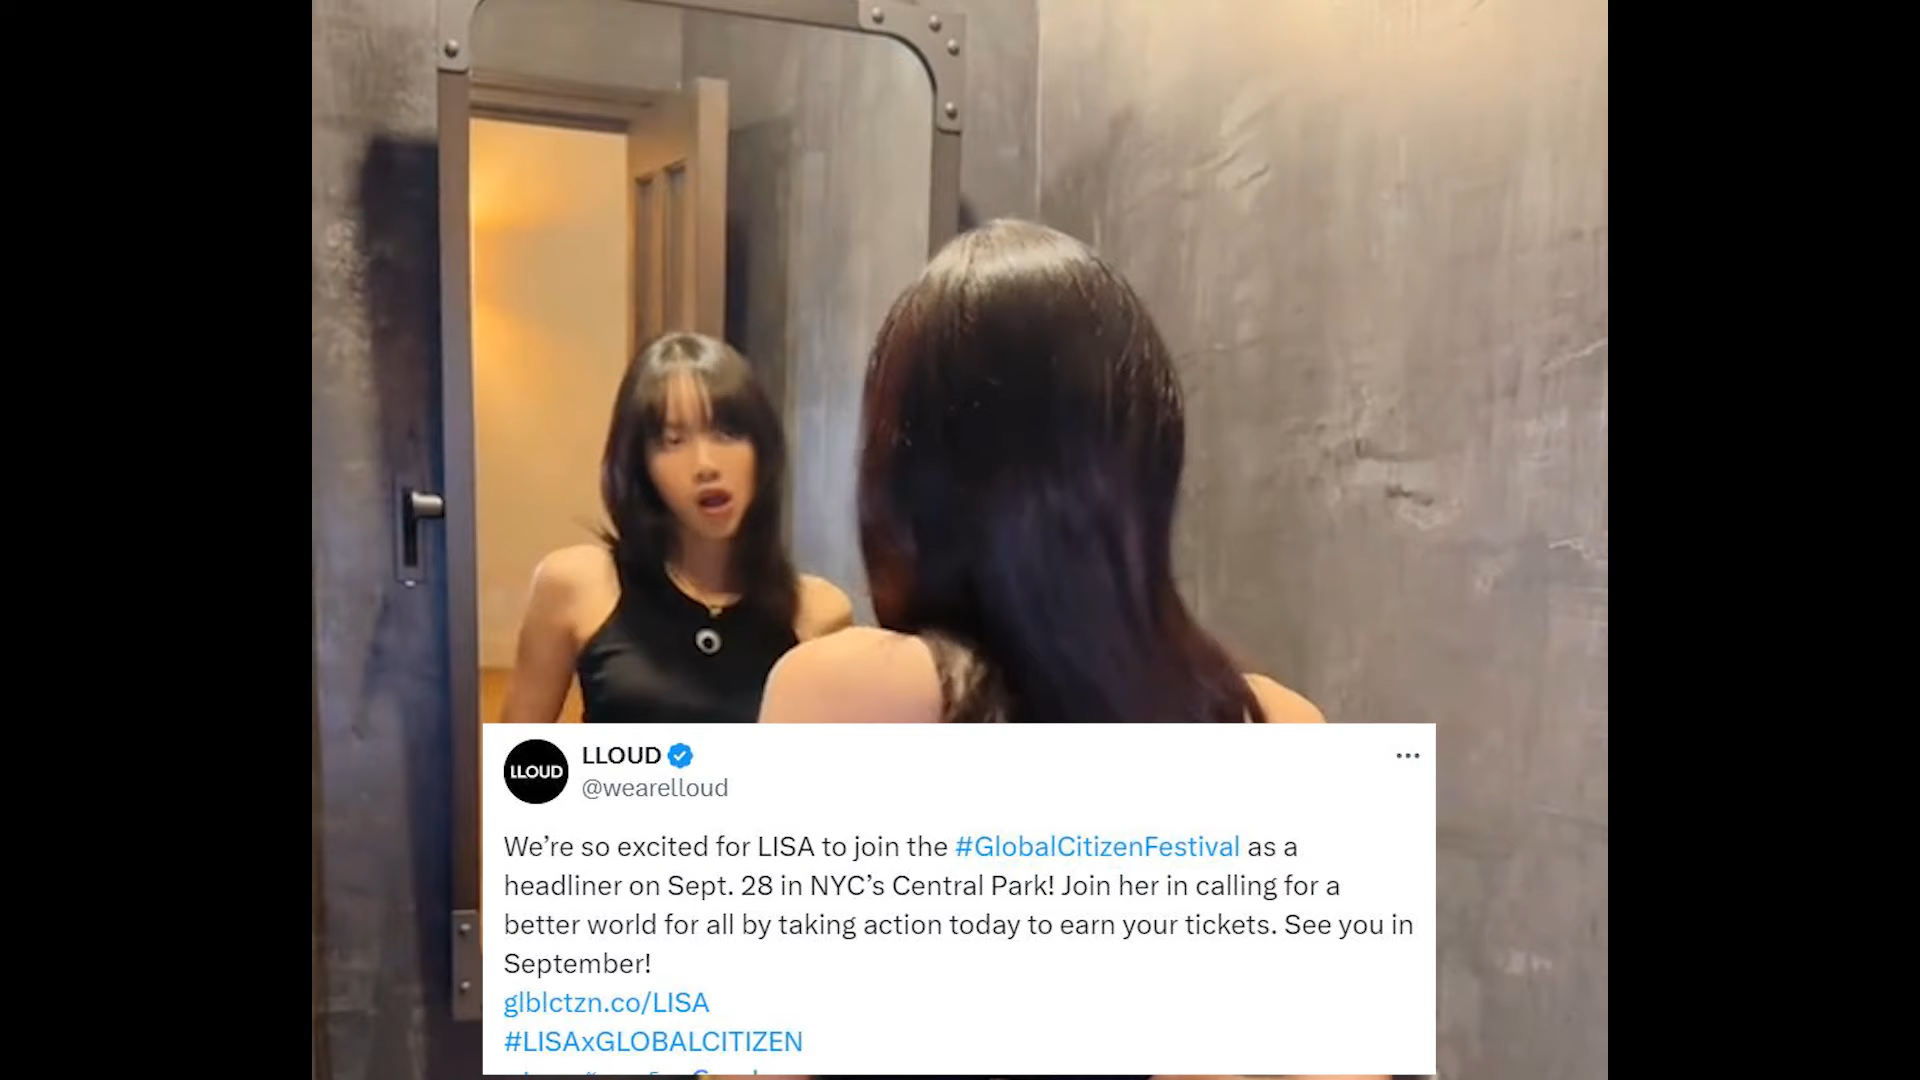 LLOUD
LLOUD
@wearelloud
We’re so excited for LISA to join the #GlobalCitizenFestival as a
headliner on Sept. 28 in NYC’s Central Park! Join her in calling for a
better world for all by taking action today to earn your tickets. See you in
September!
glblctzn.co/LISA
#LISAxGLOBALCITIZEN